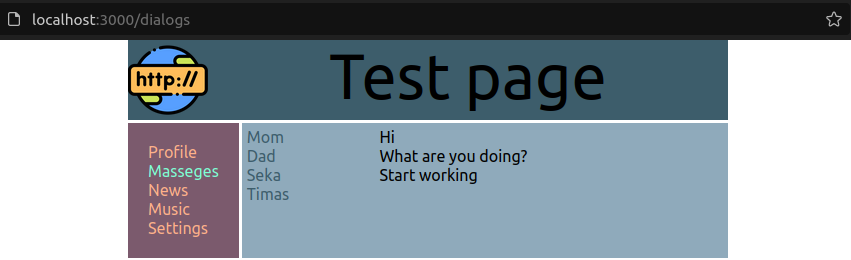 localhost:3000/dialogs
http://
Test page
Profile
Masseges
News
Music
Settings
Mom
Dad
Seka
Timas
Hi
What are you doing?
Start working